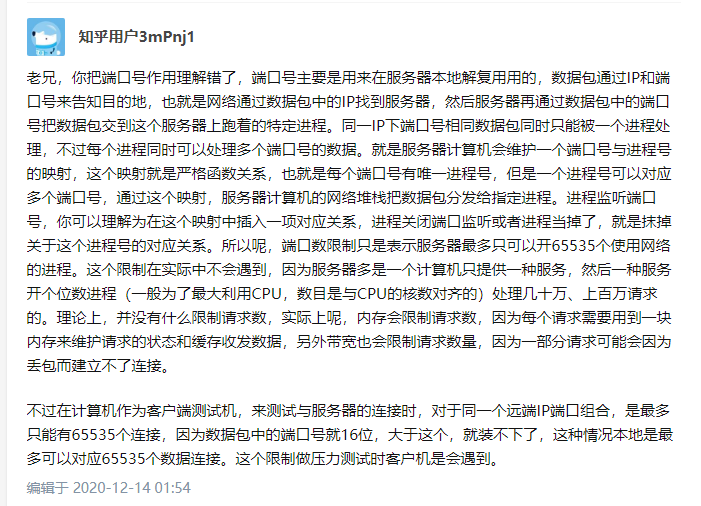 知乎用户3mPnj1
老兄，你把端口号作用理解错了，端口号主要是用来在服务器本地解复用用的，数据包通过IP和端
口号来告知目的地，也就是网络通过数据包中的IP找到服务器，然后服务器再通过数据包中的端口
号把数据包交到这个服务器上跑着的特定进程。同一IP下端口号相同数据包同时只能被一个进程处
理，不过每个进程同时可以处理多个端口号的数据。就是服务器计算机会维护一个端口号与进程号
的映射，这个映射就是严格函数关系，也就是每个端口号有唯一进程号，但是一个进程号可以对应
多个端口号，通过这个映射，服务器计算机的网络堆栈把数据包分发给指定进程。进程监听端口
号，你可以理解为在这个映射中插入一项对应关系，进程关闭端口监听或者进程当掉了，就是抹掉
关于这个进程号的对应关系。所以呢，端口数限制只是表示服务器最多只可以开65535个使用网络
的进程。这个限制在实际中不会遇到，因为服务器多是一个计算机只提供一种服务，然后一种服务
开个位数进程（一般为了最大利用CPU，数目是与CPU的核数对齐的）处理几十万、上百万请求
的。理论上，并没有什么限制请求数，实际上呢，内存会限制请求数，因为每个请求需要用到一块
内存来维护请求的状态和缓存收发数据，另外带宽也会限制请求数量，因为一部分请求可能会因为
丢包而建立不了连接。
不过在计算机作为客户端测试机，来测试与服务器的连接时，对于同一个远端IP端口组合，是最多
只能有65535个连接，因为数据包中的端口号就16位，大于这个，就装不下了，这种情况本地是最
多可以对应65535个数据连接。这个限制做压力测试时客户机是会遇到。
编辑于 2020-12-14 01:54